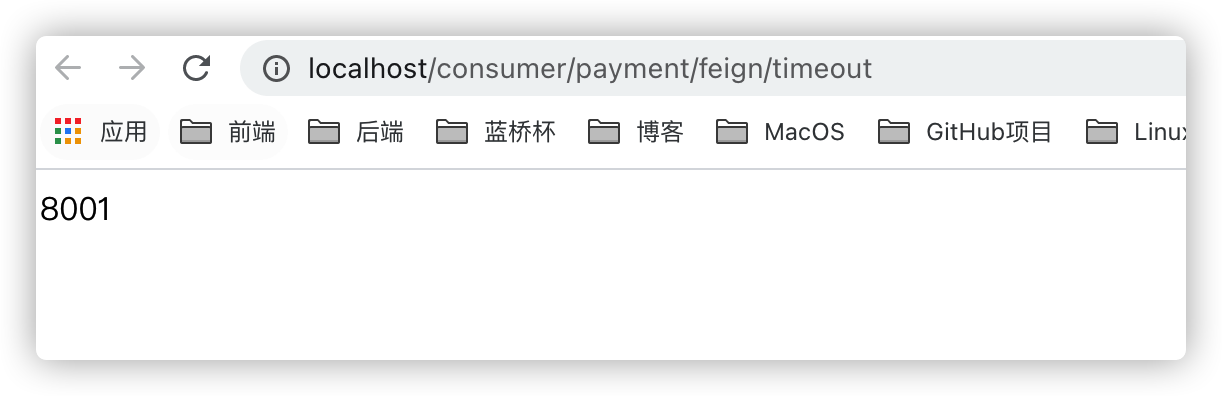 localhost/consumer/payment/feign/timeout
应用 前端 后端 蓝桥杯 博客 MacOS GitHub项目 Linux
8001